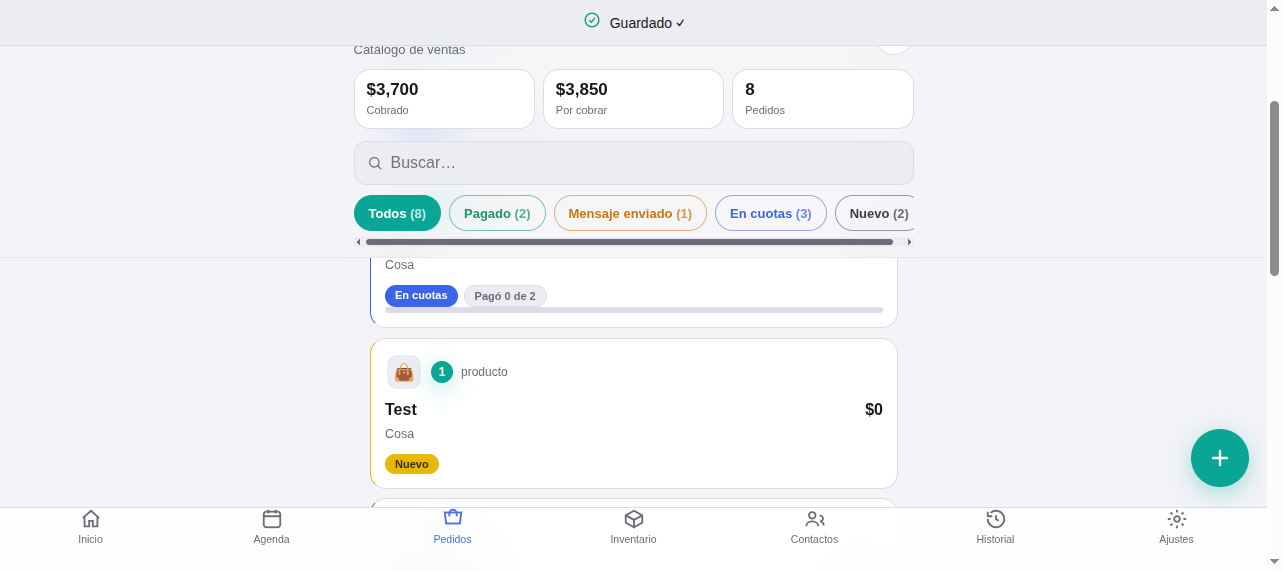 Guardado ✓
Catálogo de ventas
$3,700
Cobrado
$3,850
Por cobrar
8
Pedidos
Buscar…
Todos (8)
Pagado (2)
Mensaje enviado (1)
En cuotas (3)
Nuevo (2)
Cosa
En cuotas
Pagó 0 de 2
1 producto
Test $0
Cosa
Nuevo
Inicio
Agenda
Pedidos
Inventario
Contactos
Historial
Ajustes